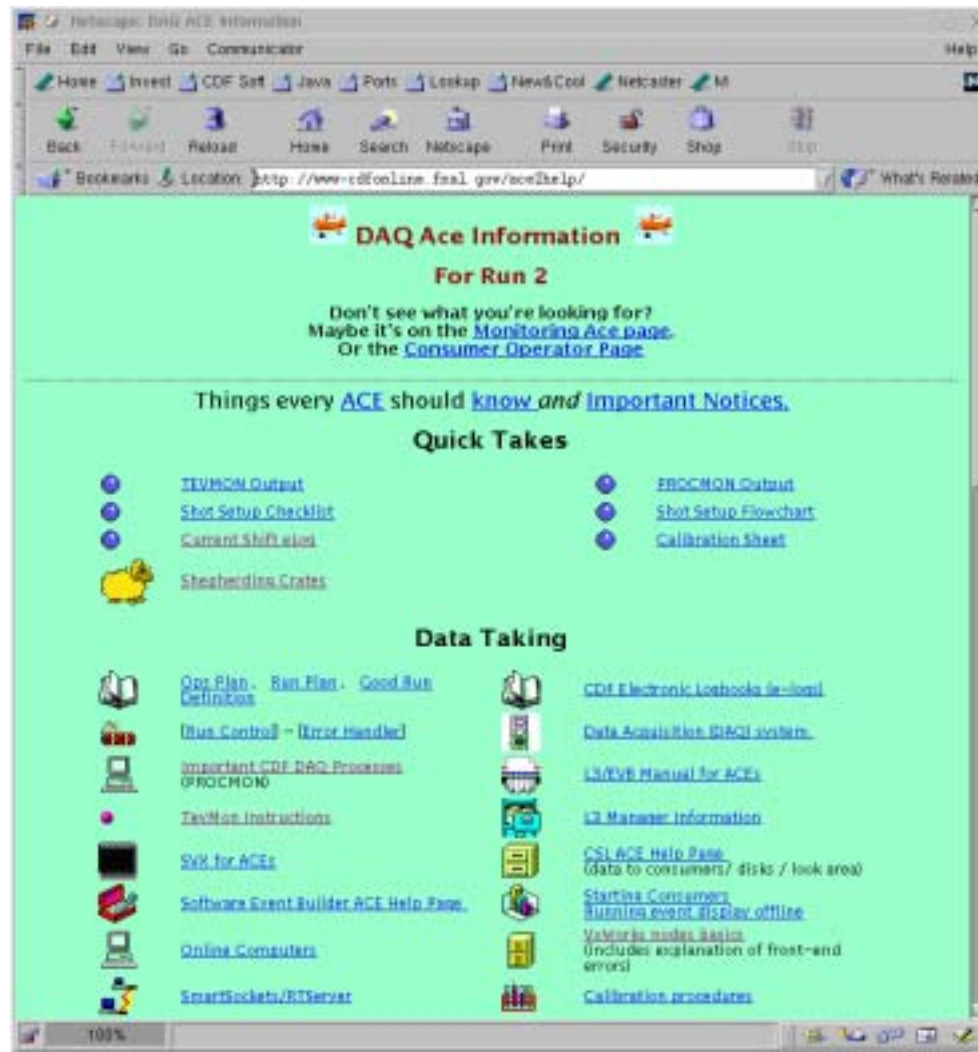 Netscape: DAQ ACE Information
File Edit View Go Communicator Help
Home Invest CDF Soft Java Ports Lookup New&Cool Netcaster M
Back Forward Reload Home Search Netscape Print Security Shop Stop
Bookmarks Location: http://www-cdfonline.fnal.gov/ace2help/ What's Related
DAQ Ace Information
For Run 2
Don't see what you're looking for?
Maybe it's on the Monitoring Ace page.
Or the Consumer Operator Page
Things every ACE should know and Important Notices.
Quick Takes
TEVMON Output PROCMON Output
Shot Setup Checklist Shot Setup Flowchart
Current Shift eLog Calibration Sheet
Shepherding Crates
Data Taking
Ops Plan, Run Plan, Good Run
Definition
CDF Electronic Logbooks (e-logs)
[Run Control] - [Error Handler] Data Acquisition (DAQ) system.
Important CDF DAQ Processes
(PROCMON)
L3/EVB Manual for ACEs
TevMon Instructions L3 Manager Information
SVX for ACEs
CSL ACE Help Page
(data to consumers/ disks / look area)
Software Event Builder ACE Help Page.
Starting Consumers
Running event display offline
Online Computers
VxWorks nodes basics
(includes explanation of front-end
errors)
SmartSockets/RTServer Calibration procedures
100%